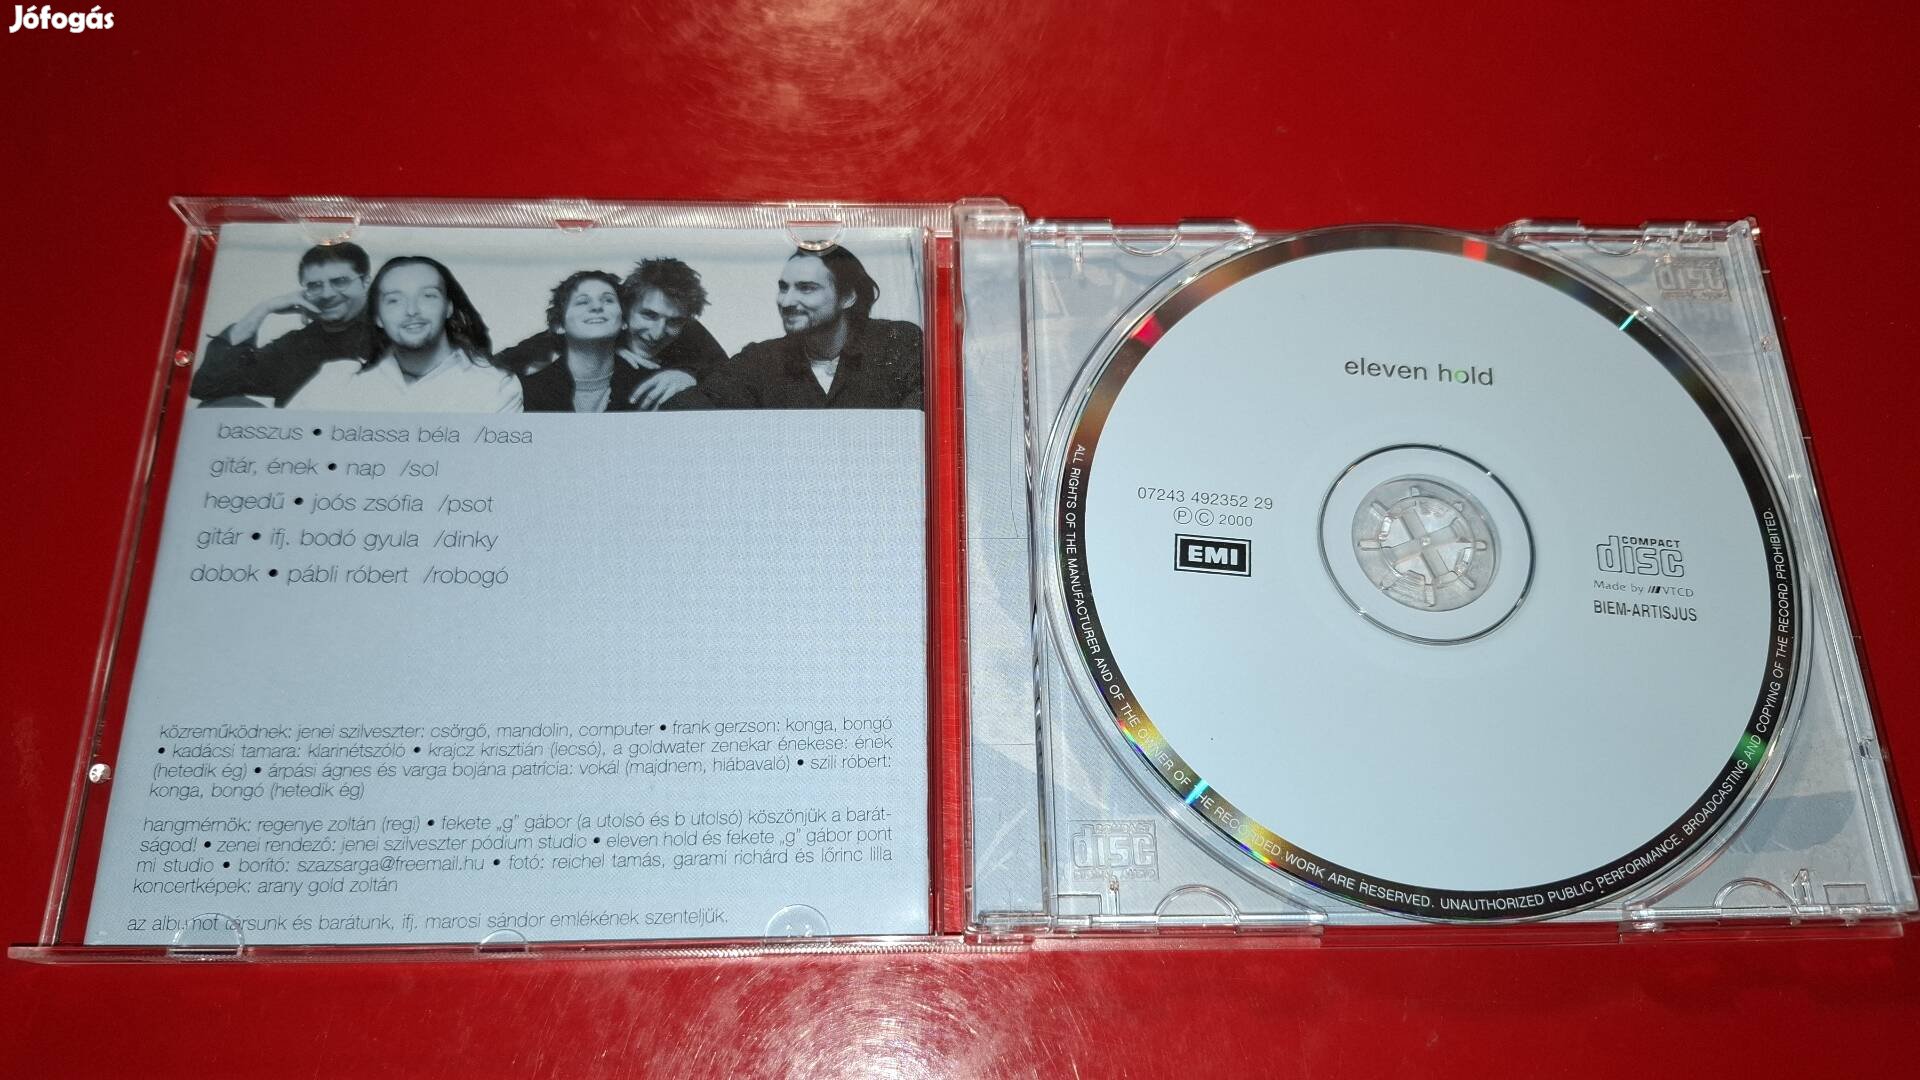 Jófogás
basszus • balassa béla /basa
gitár, ének • nap /sol
hegedű • joós zsófia /psot
gitár • ifj. bodó gyula /dinky
dobok • pábli róbert /robogó
közreműködnek: jenei szilveszter: csörgő, mandolin, computer • frank gerzson: konga, bongó
• kadácsi tamara: klarinétszóló • krajcz krisztián (lecsó), a goldwater zenekar énekese: ének
(hetedik ég) • árpási ágnes és varga bojána patrícia: vokál (majdnem, hiábavaló) • szili róbert:
konga, bongó (hetedik ég)
hangmérnök: regenye zoltán (regi) • fekete „g” gábor (a utolsó és b utolsó) köszönjük a barát-
ságod! • zenei rendező: jenei szilveszter pódium studio • eleven hold és fekete „g” gábor pont
mi studio • borító: szazsarga@freemail.hu • fotó: reichel tamás, garami richárd és lőrinc lilla
koncertképek: arany gold zoltán
az albumot társunk és barátunk, ifj. marosi sándor emlékének szenteljük.
eleven hold
07243 492352 29
Ⓟ© 2000
EMI
COMPACT
disc
Made by VTCD
BIEM-ARTISJUS
ALL RIGHTS OF THE MANUFACTURER AND OF THE OWNER OF THE RECORDED WORK ARE RESERVED. UNAUTHORIZED PUBLIC PERFORMANCE. BROADCASTING AND COPYING OF THE RECORD PROHIBITED.
COMPACT
disc